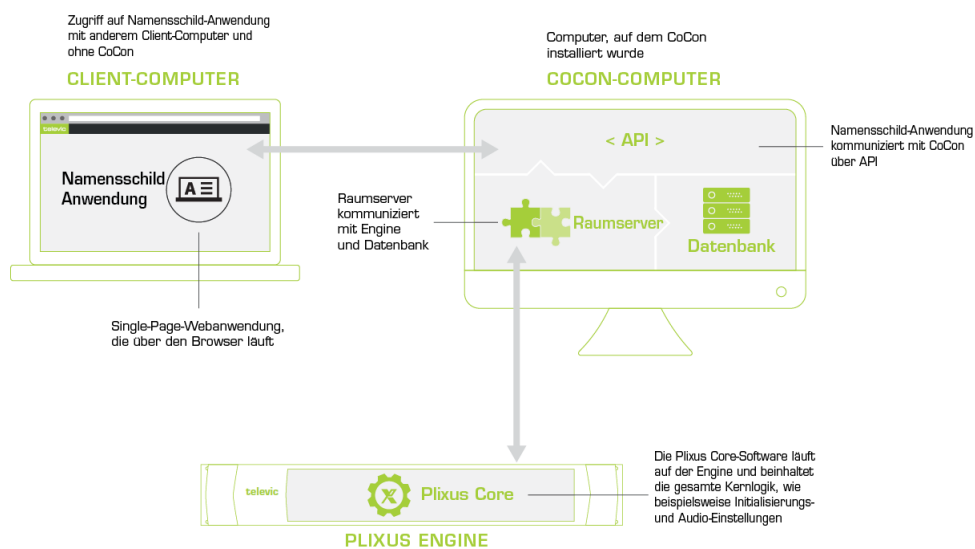 Zugriff auf Namensschild-Anwendung
mit anderem Client-Computer und
ohne CoCon
CLIENT-COMPUTER
Computer, auf dem CoCon
installiert wurde
COCON-COMPUTER
televic
Namensschild
Anwendung
A
< API >
Namensschild-Anwendung
kommuniziert mit CoCon
über API
Raumserver
kommuniziert
mit Engine
und Datenbank
Raumserver
Datenbank
Single-Page-Webanwendung,
die über den Browser läuft
televic
Plixus Core
Die Plixus Core-Software läuft
auf der Engine und beinhaltet
die gesamte Kernlogik, wie
beispielsweise Initialisierungs-
und Audio-Einstellungen
PLIXUS ENGINE